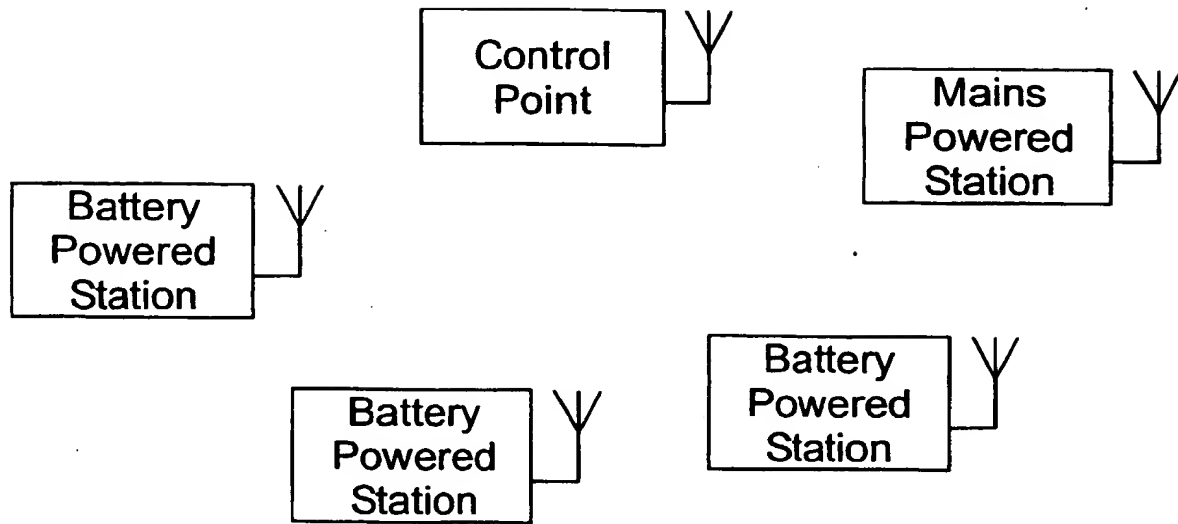 Control
Point
Mains
Powered
Station
Battery
Powered
Station
Battery
Powered
Station
Battery
Powered
Station